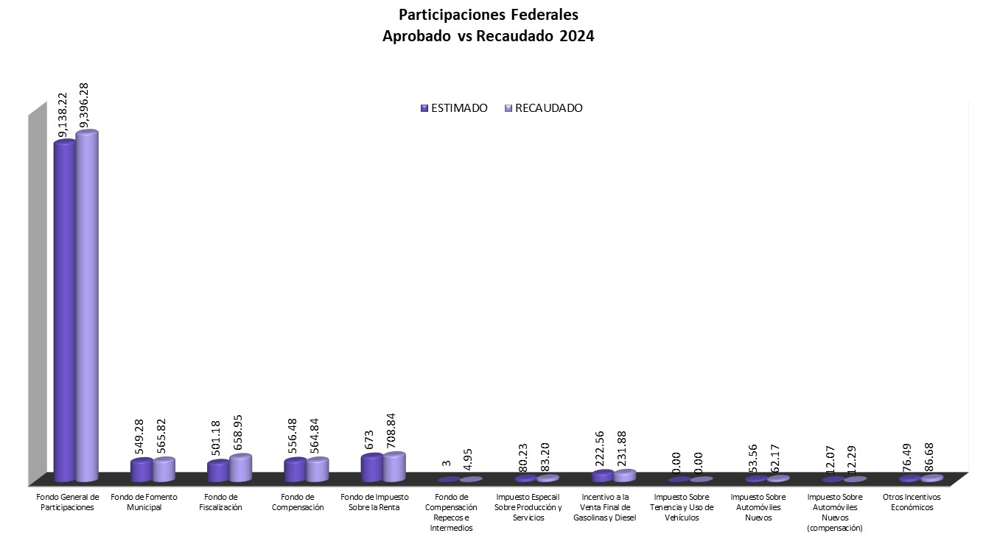 Participaciones Federales
Aprobado vs Recaudado 2024
ESTIMADO RECAUDADO
9,138.22 9,396.28
549.28 565.82
501.18 658.95
556.48 564.84
673 708.84
3 4.95
80.23 83.20
222.56 231.88
0.00 0.00
53.56 62.17
12.07 12.29
76.49 86.68
Fondo General de
Participaciones
Fondo de Fomento
Municipal
Fondo de
Fiscalización
Fondo de
Compensación
Fondo de Impuesto
Sobre la Renta
Fondo de
Compensación
Repecos e
Intermedios
Impuesto Especail
Sobre Producción y
Servicios
Incentivo a la
Venta Final de
Gasolinas y Diesel
Impuesto Sobre
Tenencia y Uso de
Vehículos
Impuesto Sobre
Automóviles
Nuevos
Impuesto Sobre
Automóviles
Nuevos
(compensación)
Otros Incentivos
Económicos